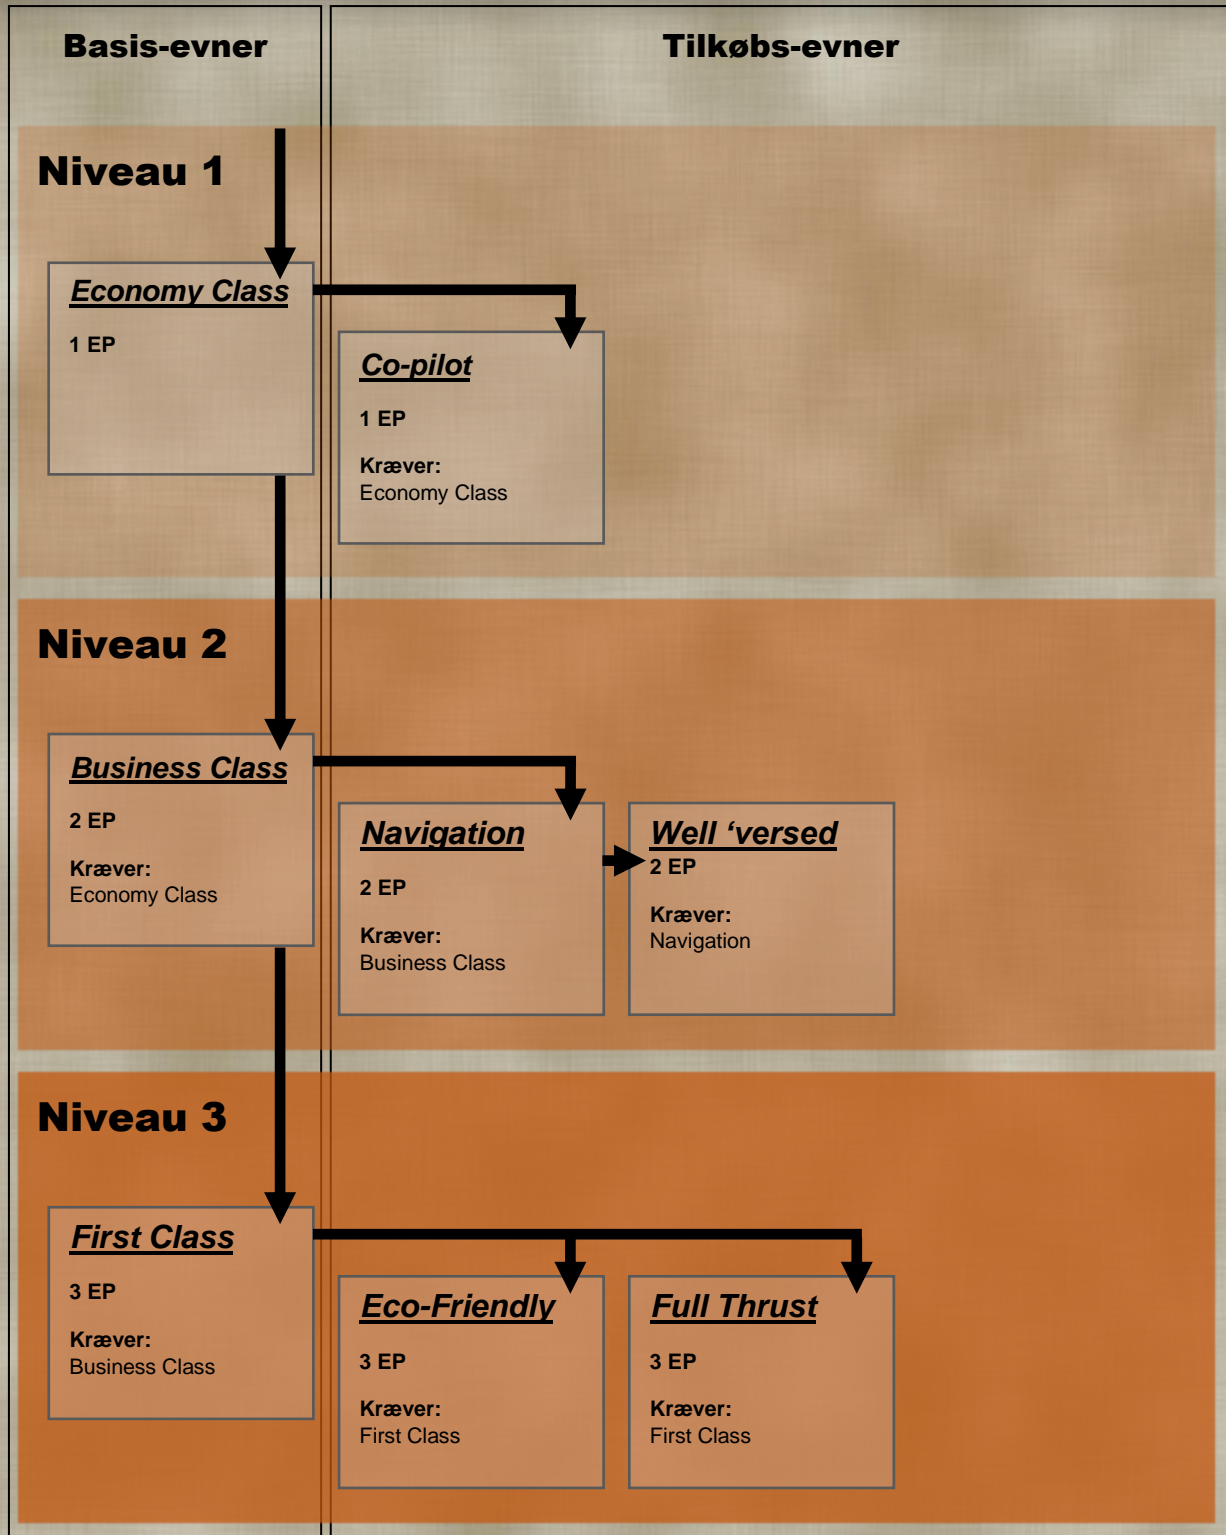 Basis-evner
Tilkøbs-evner
Niveau 1
Economy Class
1 EP
Co-pilot
1 EP
Kræver:
Economy Class
Niveau 2
Business Class
2 EP
Kræver:
Economy Class
Navigation
2 EP
Kræver:
Business Class
Well ‘versed
2 EP
Kræver:
Navigation
Niveau 3
First Class
3 EP
Kræver:
Business Class
Eco-Friendly
3 EP
Kræver:
First Class
Full Thrust
3 EP
Kræver:
First Class